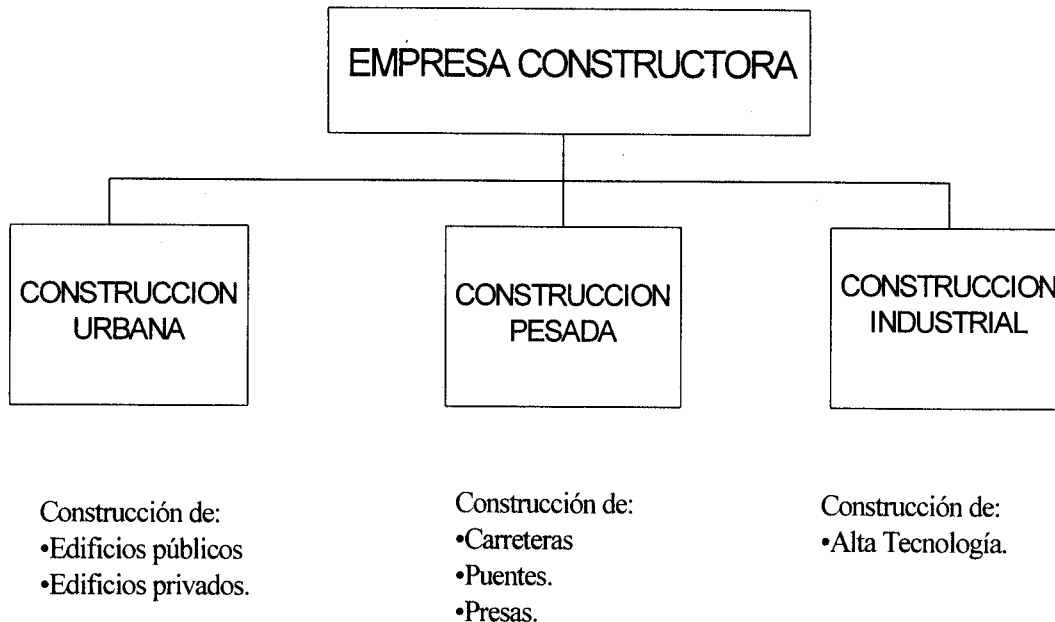 EMPRESA CONSTRUCTORA
CONSTRUCCION
URBANA
CONSTRUCCION
PESADA
CONSTRUCCION
INDUSTRIAL
Construcción de:
•Edificios públicos
•Edificios privados.
Construcción de:
•Carreteras
•Puentes.
•Presas.
Construcción de:
•Alta Tecnología.